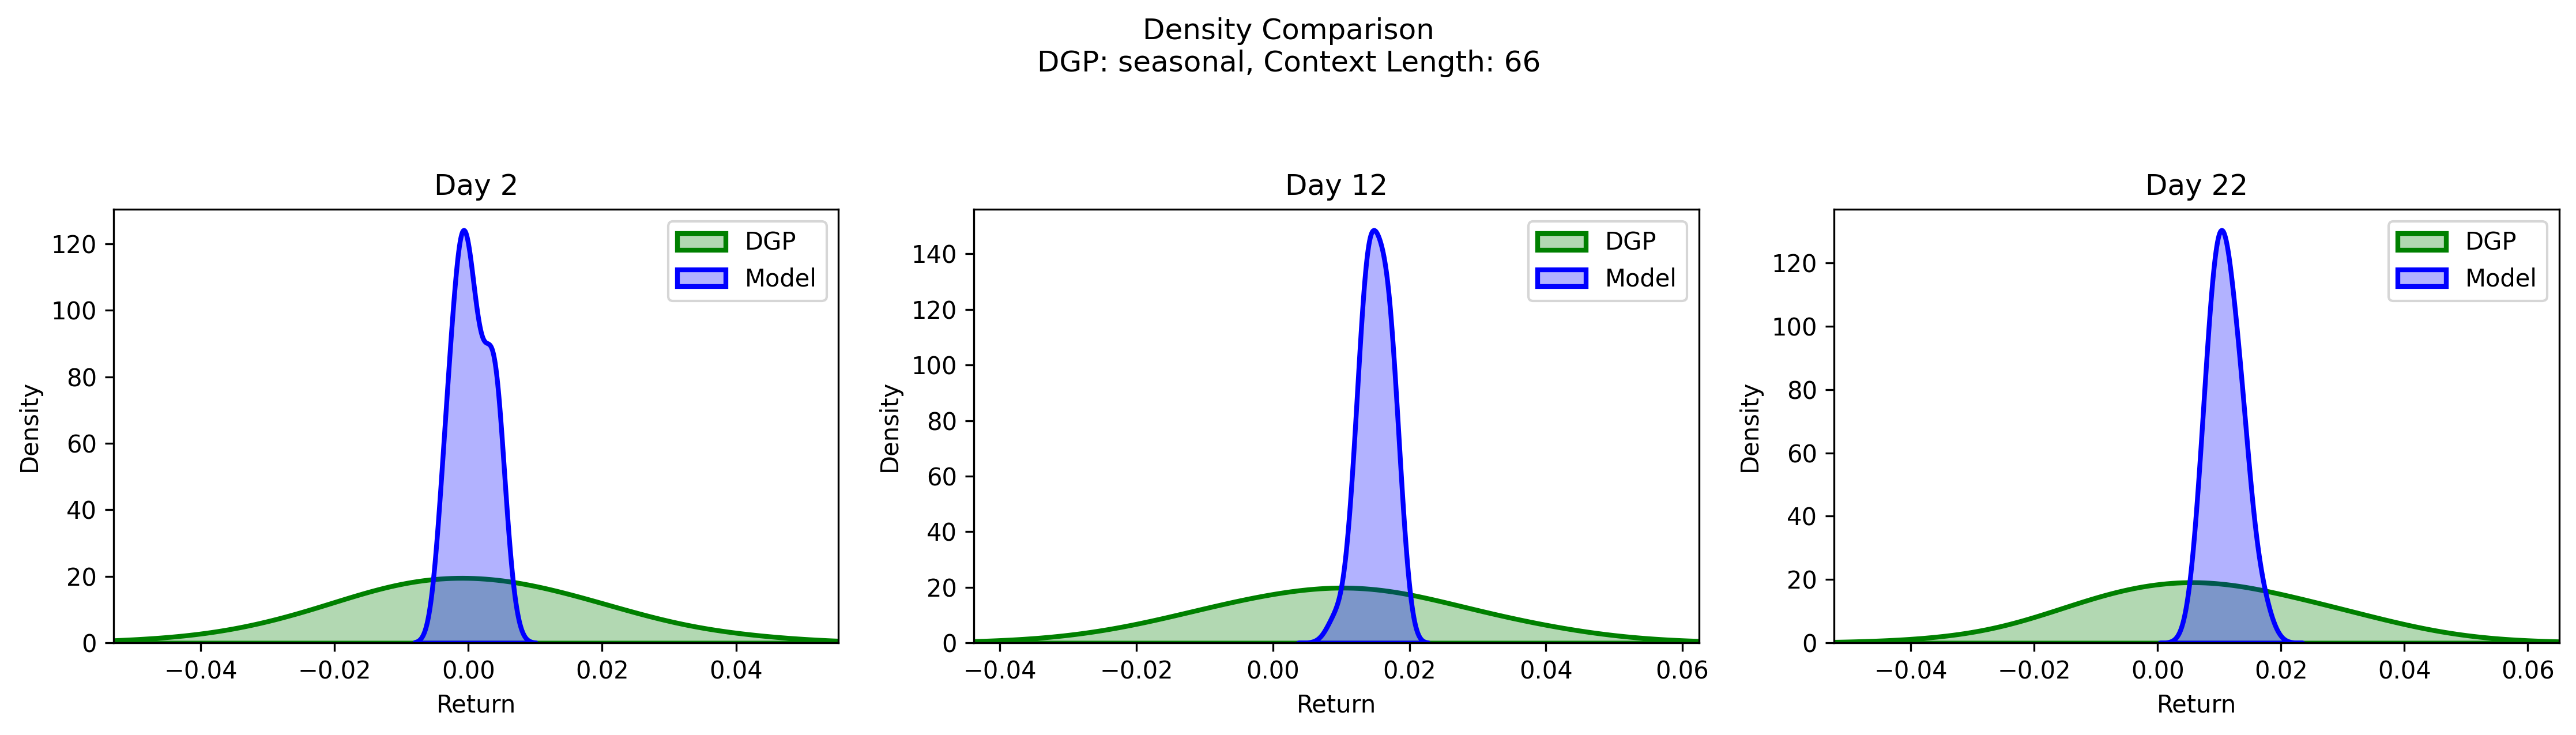 Density Comparison
DGP: seasonal, Context Length: 66
Day 2
120
100
80
60
40
20
0
Density
−0.04
−0.02
0.00
0.02
0.04
Return
DGP
Model
Day 12
140
120
100
80
60
40
20
0
Density
−0.04
−0.02
0.00
0.02
0.04
0.06
Return
DGP
Model
Day 22
120
100
80
60
40
20
0
Density
−0.04
−0.02
0.00
0.02
0.04
0.06
Return
DGP
Model